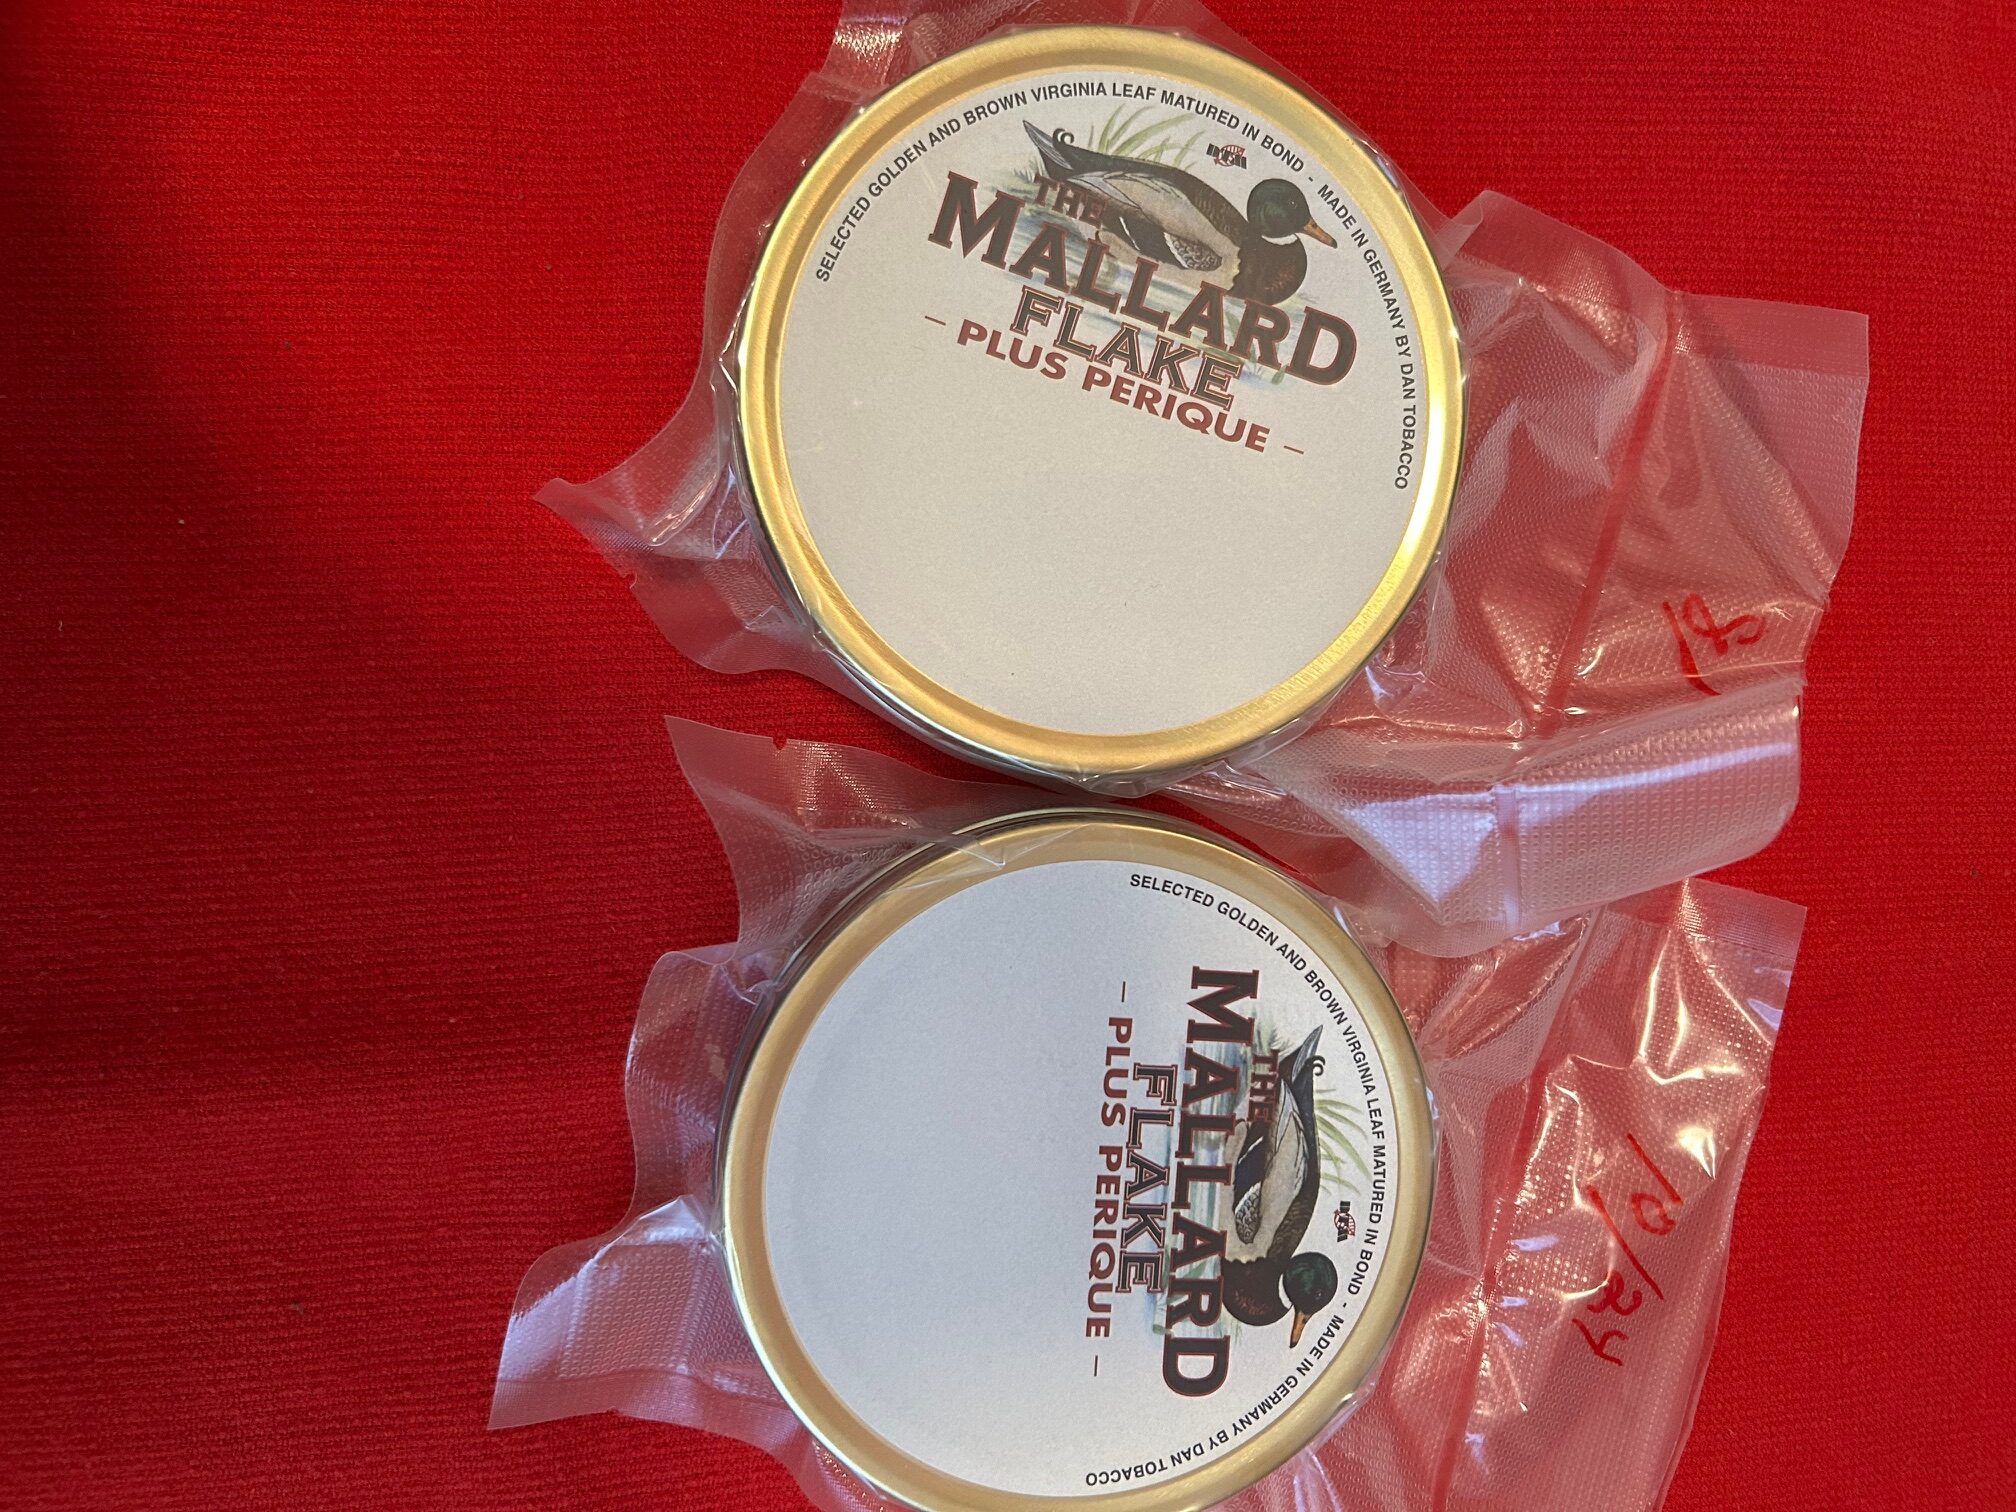 SELECTED GOLDEN AND BROWN VIRGINIA LEAF MATURED IN BOND - MADE IN GERMANY BY DAN TOBACCO
THE
MALLARD
FLAKE
- PLUS PERIQUE -
SELECTED GOLDEN AND BROWN VIRGINIA LEAF MATURED IN BOND - MADE IN GERMANY BY DAN TOBACCO
THE
MALLARD
FLAKE
- PLUS PERIQUE -